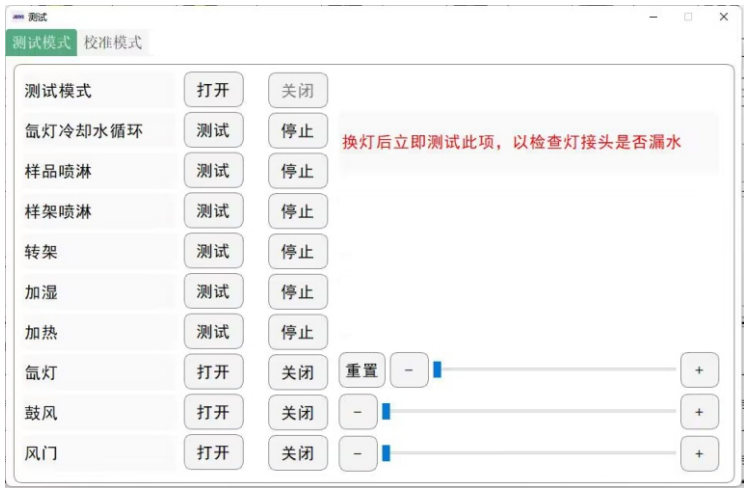 测试
测试模式 校准模式
测试模式 打开 关闭
氙灯冷却水循环 测试 停止 换灯后立即测试此项，以检查灯接头是否漏水
样品喷淋 测试 停止
样架喷淋 测试 停止
转架 测试 停止
加湿 测试 停止
加热 测试 停止
氙灯 打开 关闭 重置 - +
鼓风 打开 关闭 - +
风门 打开 关闭 - +